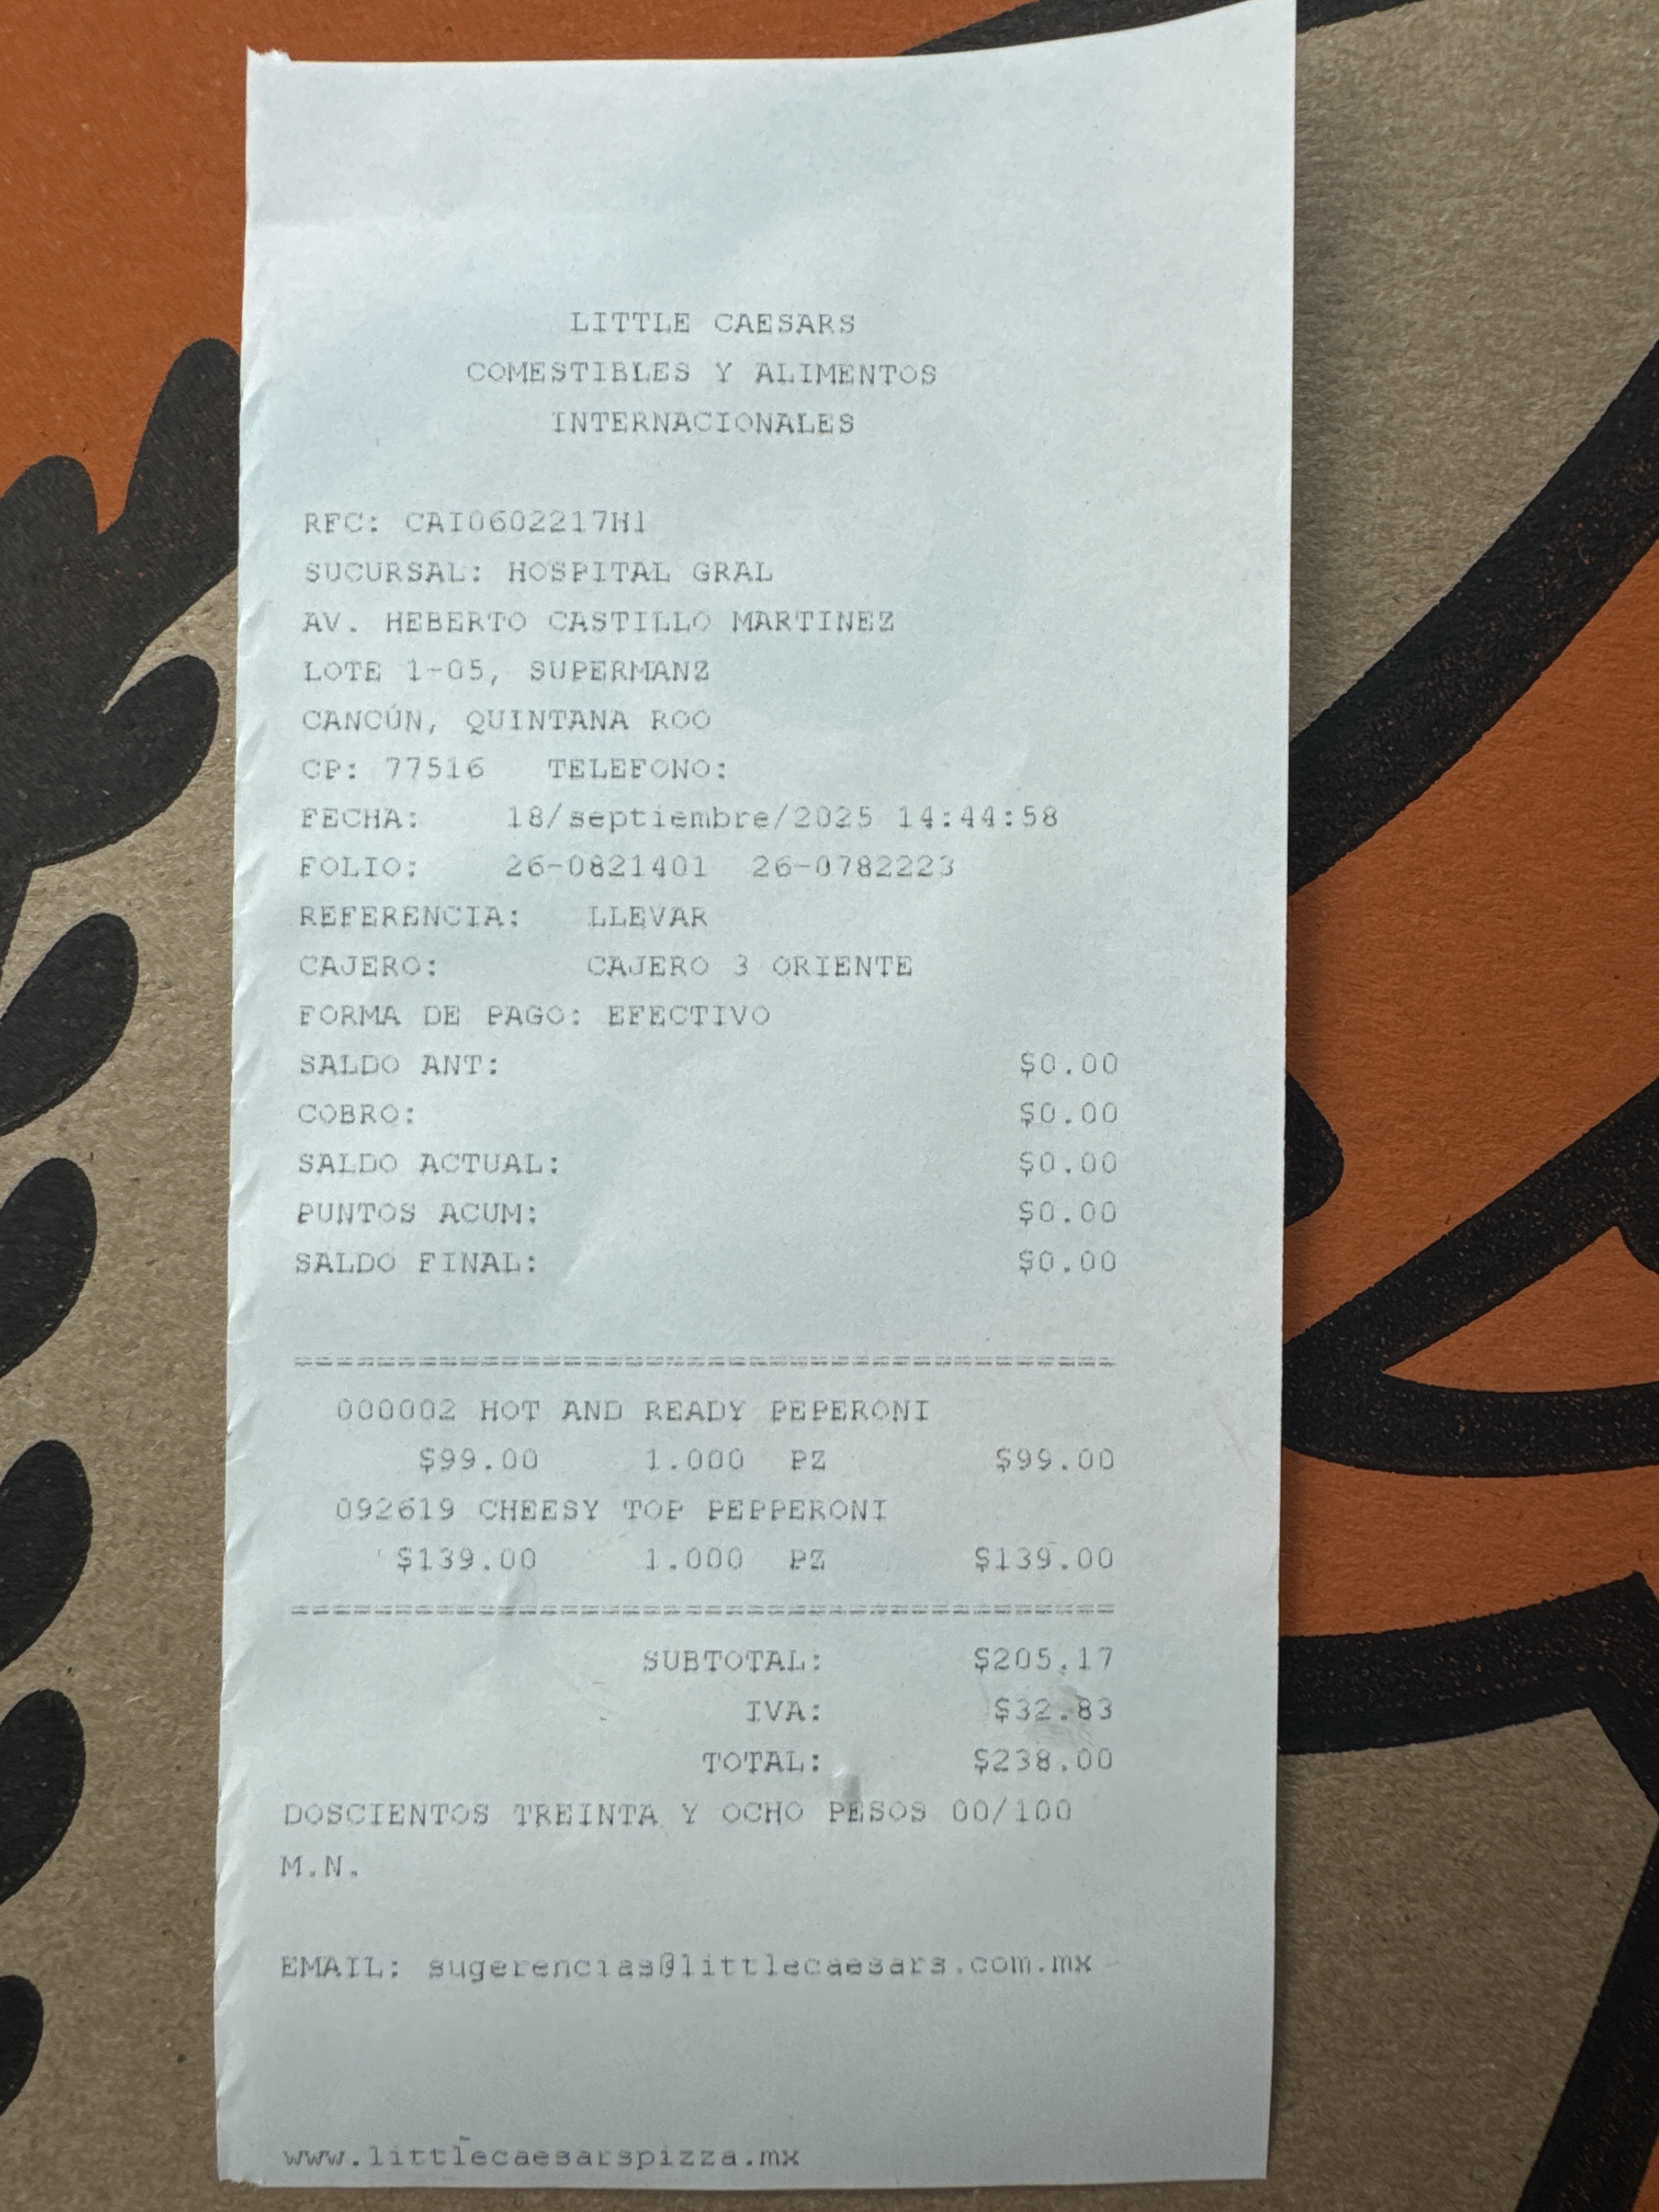 LITTLE CAESARS
COMESTIBLES Y ALIMENTOS
INTERNACIONALES
RFC: CAI0602217H1
SUCURSAL: HOSPITAL GRAL
AV. HEBERTO CASTILLO MARTINEZ
LOTE 1-05, SUPERMANZ
CANCÚN, QUINTANA ROO
CP: 77516 TELEFONO:
FECHA: 18/septiembre/2025 14:44:58
FOLIO: 26-0821401 26-0782223
REFERENCIA: LLEVAR
CAJERO: CAJERO 3 ORIENTE
FORMA DE PAGO: EFECTIVO
SALDO ANT: $0.00
COBRO: $0.00
SALDO ACTUAL: $0.00
PUNTOS ACUM: $0.00
SALDO FINAL: $0.00
========================================
000002 HOT AND READY PEPERONI
$99.00 1.000 PZ $99.00
092619 CHEESY TOP PEPPERONI
$139.00 1.000 PZ $139.00
========================================
SUBTOTAL: $205.17
IVA: $32.83
TOTAL: $238.00
DOSCIENTOS TREINTA Y OCHO PESOS 00/100
M.N.
EMAIL: sugerencias@littlecaesars.com.mx
www.littlecaesarspizza.mx